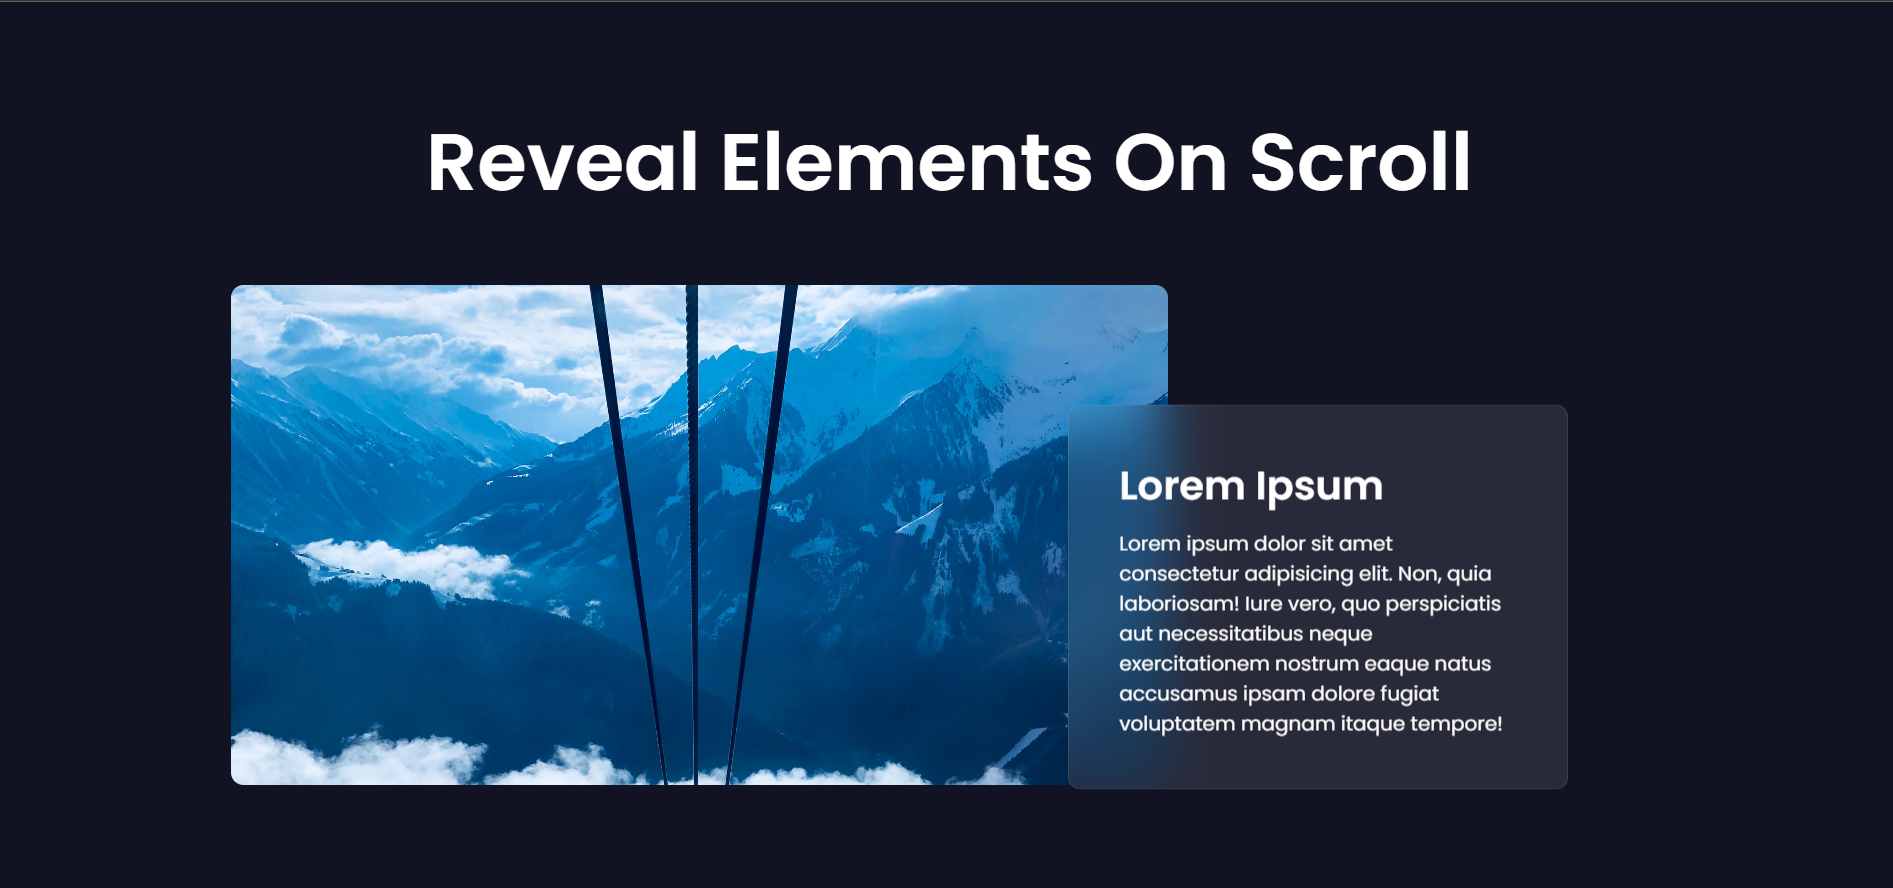 Reveal Elements On Scroll
Lorem Ipsum
Lorem ipsum dolor sit amet
consectetur adipisicing elit. Non, quia
laboriosam! Iure vero, quo perspiciatis
aut necessitatibus neque
exercitationem nostrum eaque natus
accusamus ipsam dolore fugiat
voluptatem magnam itaque tempore!